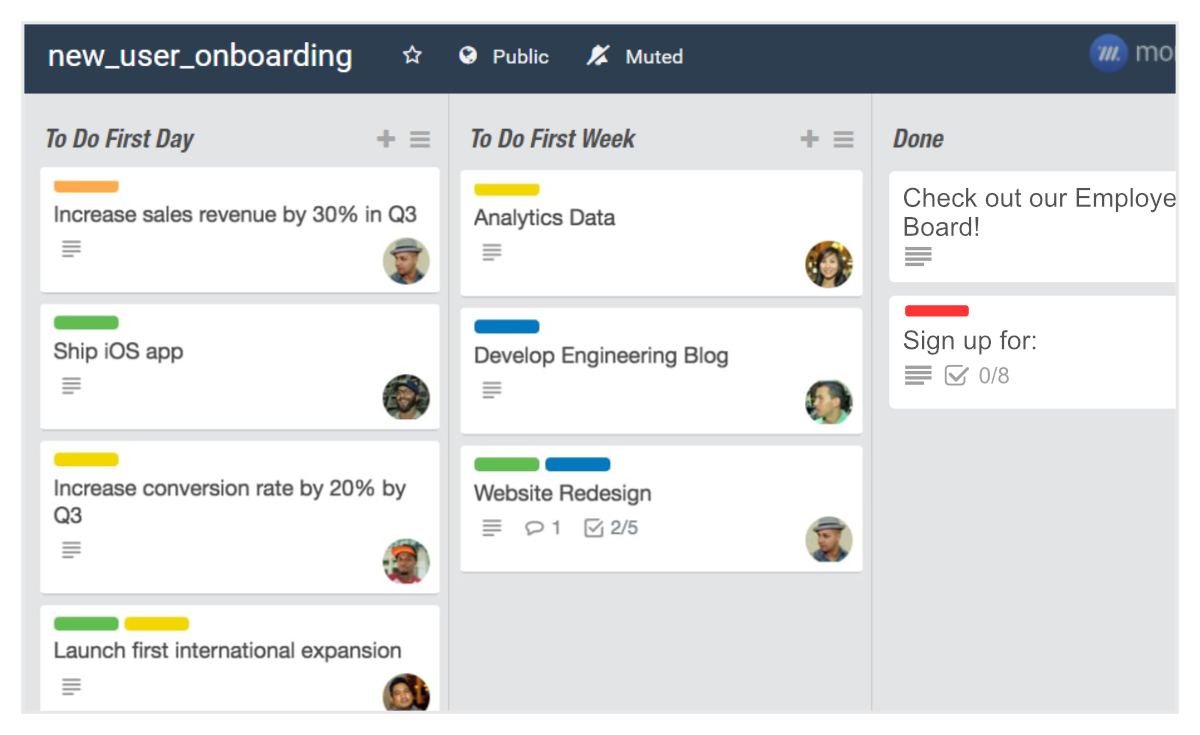 new_user_onboarding
Public
Muted
To Do First Day
Increase sales revenue by 30% in Q3
Ship iOS app
Increase conversion rate by 20% by
Q3
Launch first international expansion
To Do First Week
Analytics Data
Develop Engineering Blog
Website Redesign
1 2/5
Done
Check out our
Board!
Sign up for:
0/8